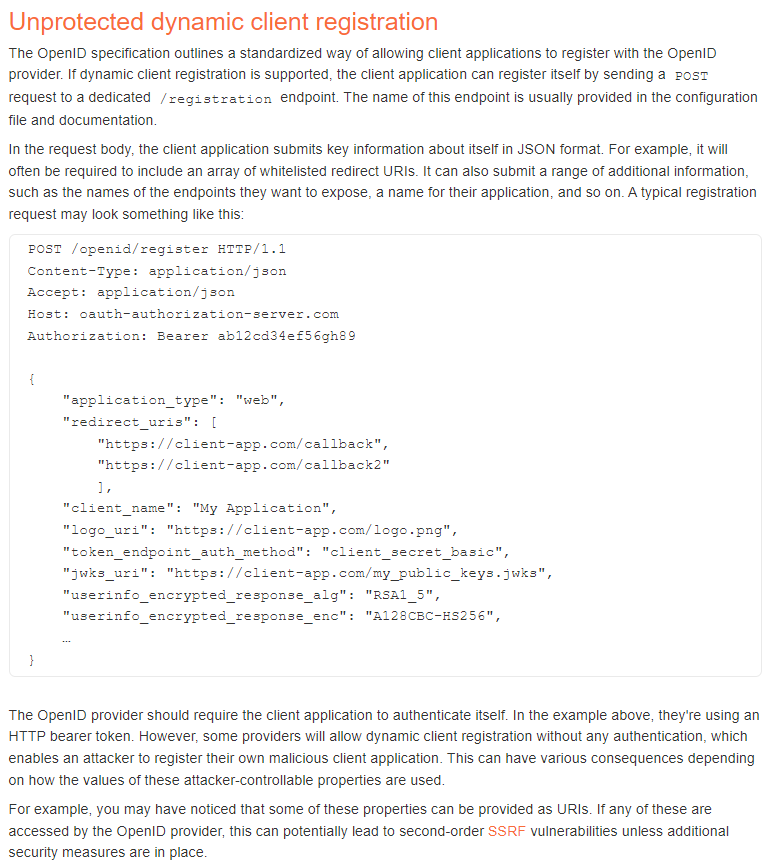 Unprotected dynamic client registration
The OpenID specification outlines a standardized way of allowing client applications to register with the OpenID
provider. If dynamic client registration is supported, the client application can register itself by sending a POST
request to a dedicated /registration endpoint. The name of this endpoint is usually provided in the configuration
file and documentation.
In the request body, the client application submits key information about itself in JSON format. For example, it will
often be required to include an array of whitelisted redirect URIs. It can also submit a range of additional information,
such as the names of the endpoints they want to expose, a name for their application, and so on. A typical registration
request may look something like this:
POST /openid/register HTTP/1.1
Content-Type: application/json
Accept: application/json
Host: oauth-authorization-server.com
Authorization: Bearer ab12cd34ef56gh89
{
"application_type": "web",
"redirect_uris": [
"https://client-app.com/callback",
"https://client-app.com/callback2"
],
"client_name": "My Application",
"logo_uri": "https://client-app.com/logo.png",
"token_endpoint_auth_method": "client_secret_basic",
"jwks_uri": "https://client-app.com/my_public_keys.jwks",
"userinfo_encrypted_response_alg": "RSA1_5",
"userinfo_encrypted_response_enc": "A128CBC-HS256",
…
}
The OpenID provider should require the client application to authenticate itself. In the example above, they're using an
HTTP bearer token. However, some providers will allow dynamic client registration without any authentication, which
enables an attacker to register their own malicious client application. This can have various consequences depending
on how the values of these attacker-controllable properties are used.
For example, you may have noticed that some of these properties can be provided as URIs. If any of these are
accessed by the OpenID provider, this can potentially lead to second-order SSRF vulnerabilities unless additional
security measures are in place.